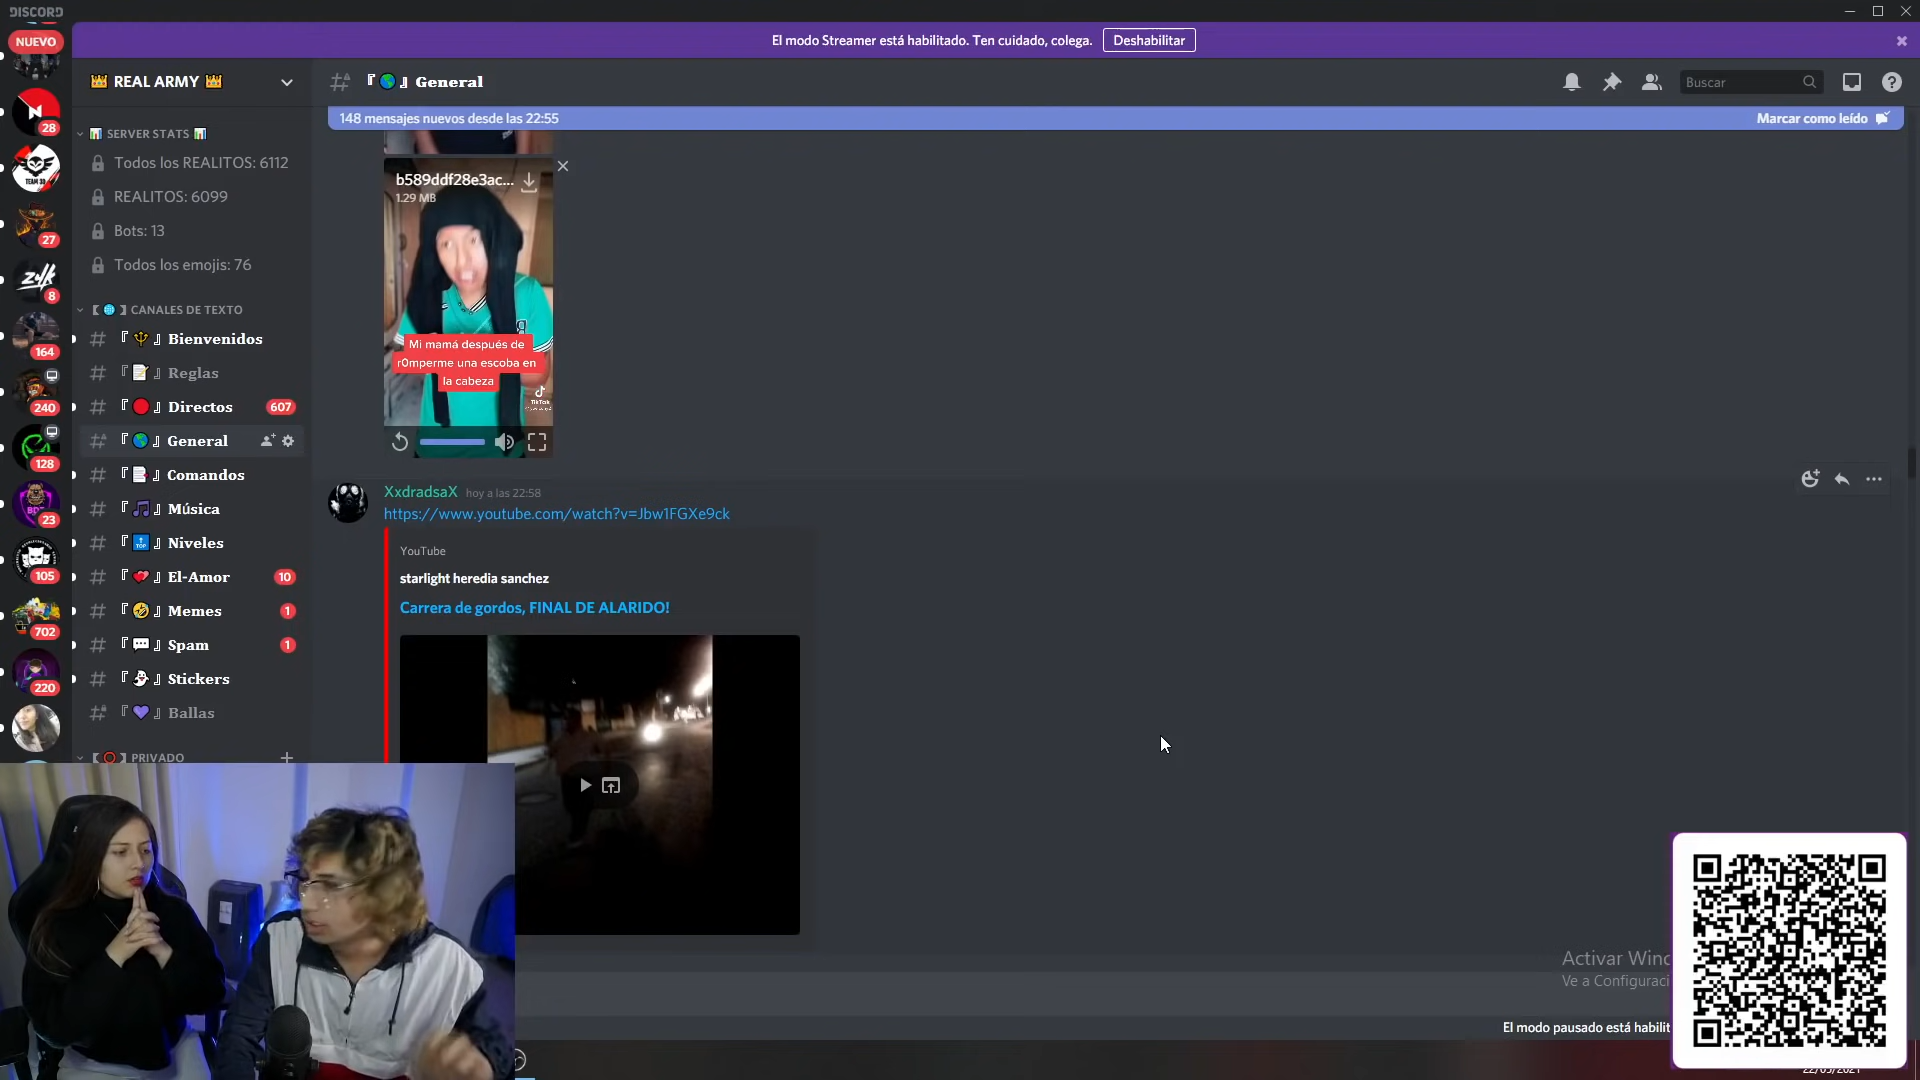 DISCORD
NUEVO
El modo Streamer está habilitado. Ten cuidado, colega.
Deshabilitar
REAL ARMY
『🌎』General
Buscar
148 mensajes nuevos desde las 22:55
Marcar como leído
SERVER STATS
Todos los REALITOS: 6112
REALITOS: 6099
Bots: 13
Todos los emojis: 76
CANALES DE TEXTO
『🔱』Bienvenidos
『📝』Reglas
『🔴』Directos
607
『🌎』General
『📑』Comandos
『🎵』Música
『🔝』Niveles
『💞』El-Amor
10
『🤣』Memes
1
『💬』Spam
1
『👻』Stickers
『💜』Ballas
PRIVADO
28
TEAM
27
8
164
240
128
23
105
702
220
b589ddf28e3ac...
1.29 MB
Mi mamá después de
r0mperme una escoba en
la cabeza
TikTok
XxdradsaX hoy a las 22:58
https://www.youtube.com/watch?v=Jbw1FGXe9ck
YouTube
starlight heredia sanchez
Carrera de gordos, FINAL DE ALARIDO!
Activar Winc
Ve a Configuraci
El modo pausado está habilit